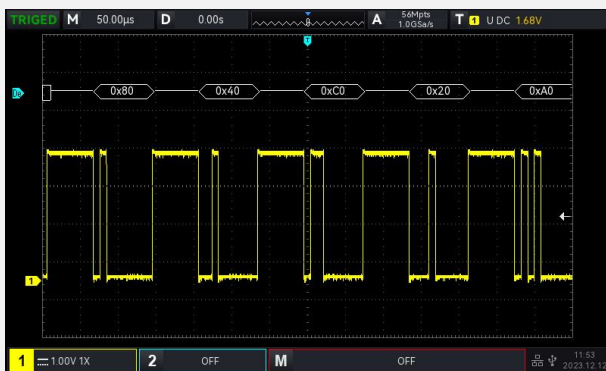 TRIGED M 50.00μs D 0.00s A 56Mpts 1.0GSa/s T 1 U DC 1.68V
T
0x80 0x40 0xC0 0x20 0xA0
1
1 1.00V 1X 2 OFF M OFF 11:53
2023.12.12